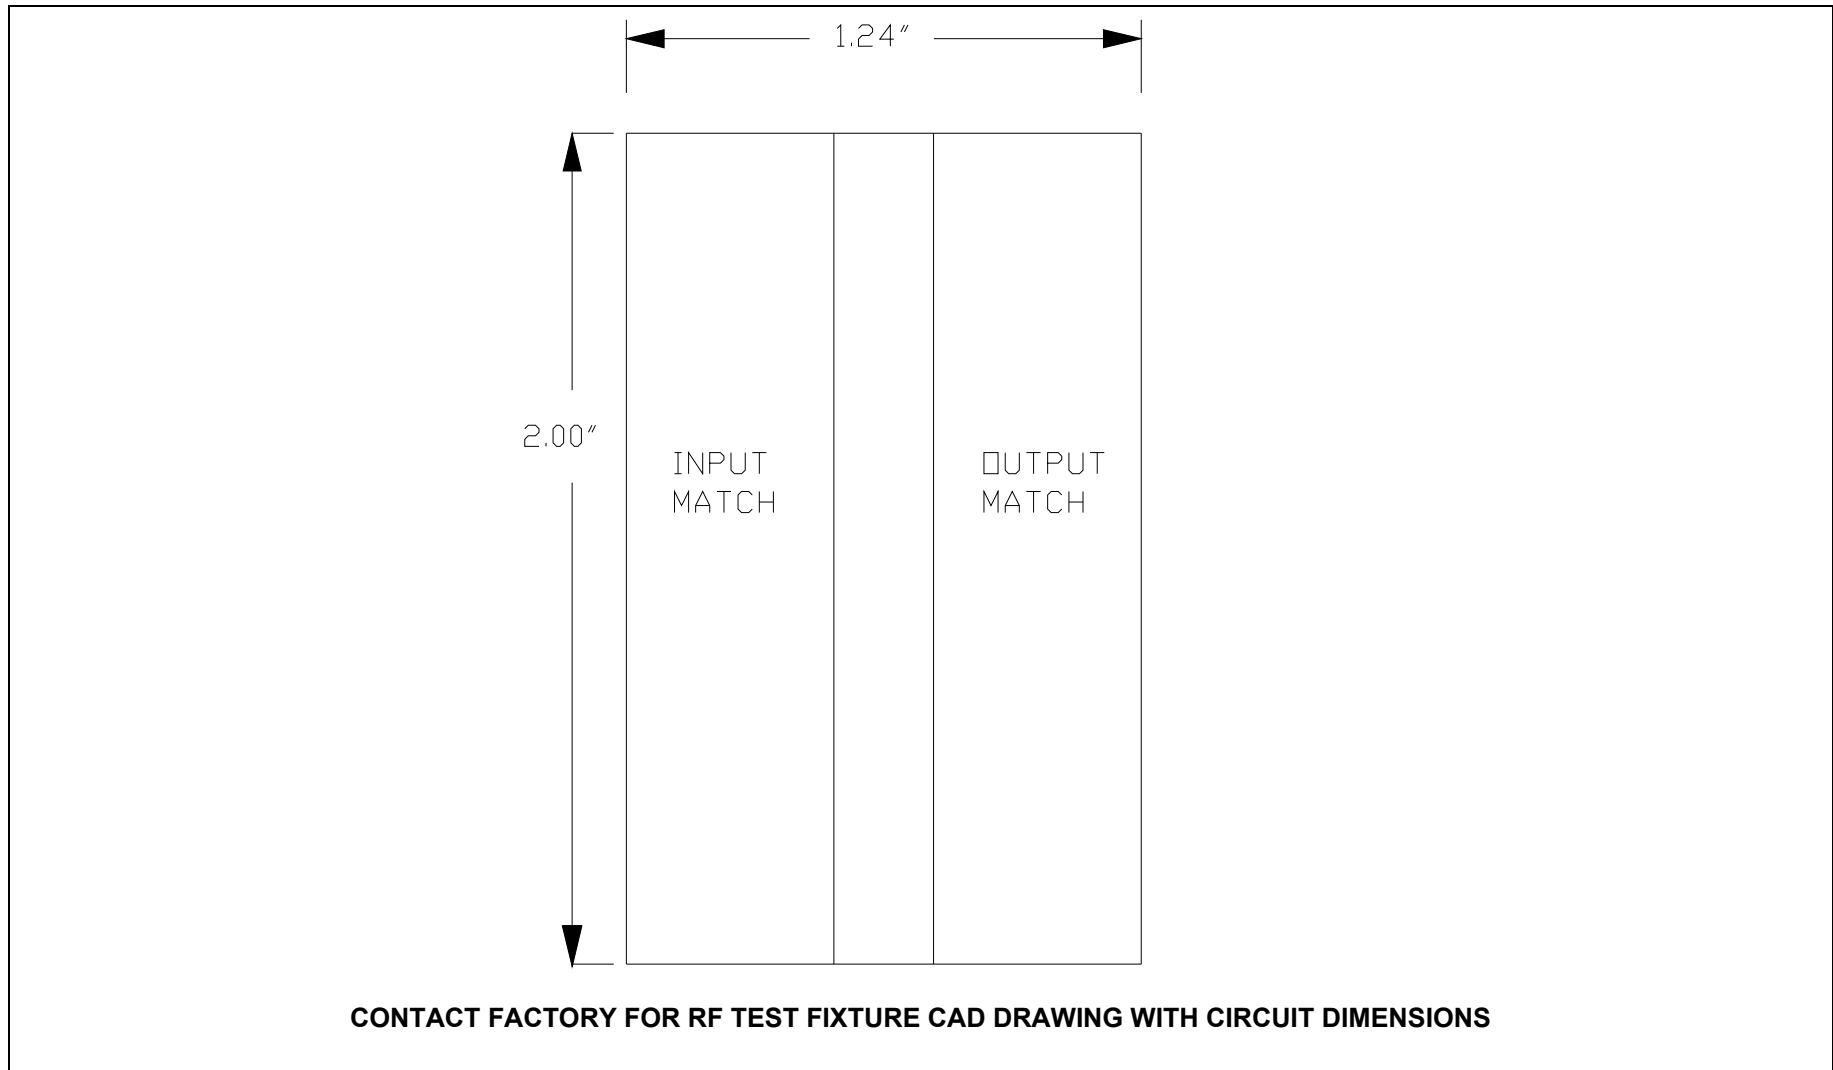 1.24"
2.00"
INPUT
MATCH
OUTPUT
MATCH
CONTACT FACTORY FOR RF TEST FIXTURE CAD DRAWING WITH CIRCUIT DIMENSIONS